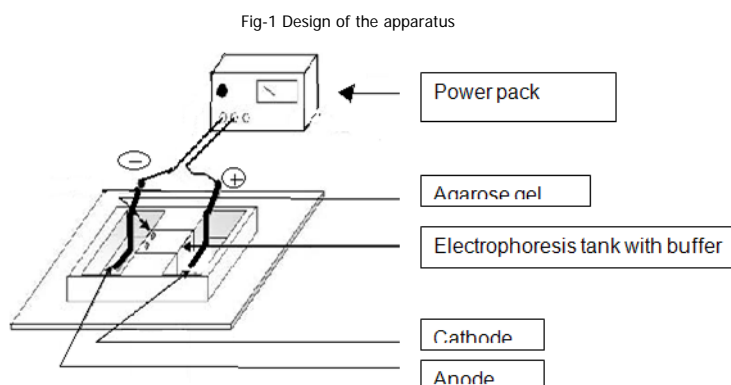 Fig-1 Design of the apparatus
Power pack
−
+
Agarose gel
Electrophoresis tank with buffer
Cathode
Anode